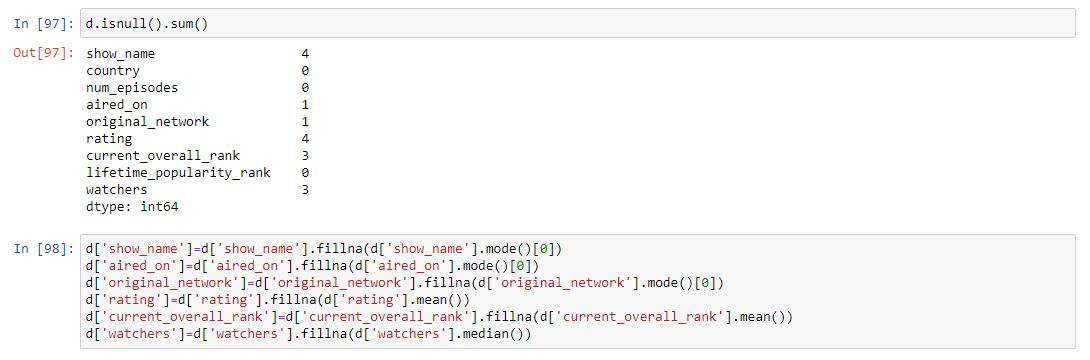 In [97]: d.isnull().sum()
Out[97]: show_name 4
country 0
num_episodes 0
aired_on 1
original_network 1
rating 4
current_overall_rank 3
lifetime_popularity_rank 0
watchers 3
dtype: int64
In [98]: d['show_name']=d['show_name'].fillna(d['show_name'].mode()[0])
d['aired_on']=d['aired_on'].fillna(d['aired_on'].mode()[0])
d['original_network']=d['original_network'].fillna(d['original_network'].mode()[0])
d['rating']=d['rating'].fillna(d['rating'].mean())
d['current_overall_rank']=d['current_overall_rank'].fillna(d['current_overall_rank'].mean())
d['watchers']=d['watchers'].fillna(d['watchers'].median())